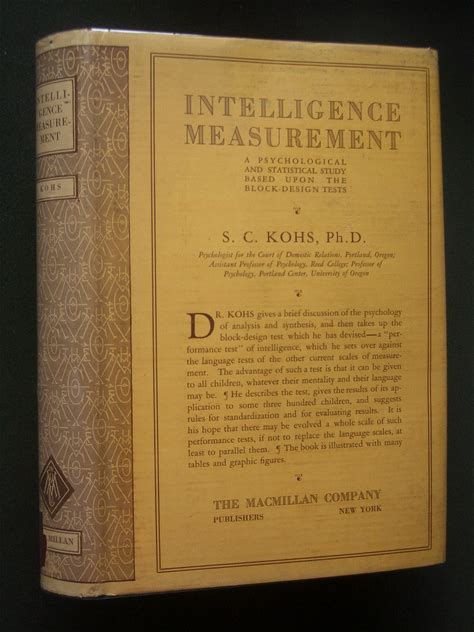 INTELLI-
GENCE
MEASURE-
MENT
KOHS
MILLAN
INTELLIGENCE
MEASUREMENT
A PSYCHOLOGICAL
AND STATISTICAL STUDY
BASED UPON THE
BLOCK-DESIGN TESTS
S. C. KOHS, Ph.D.
Psychologist for the Court of Domestic Relations, Portland, Oregon;
Assistant Professor of Psychology, Reed College; Professor of
Psychology, Portland Center, University of Oregon
DR. KOHS gives a brief discussion of the psychology
of analysis and synthesis, and then takes up the
block-design test which he has devised—a "per-
formance test" of intelligence, which he sets over against
the language tests of the other current scales of measure-
ment. The advantage of such a test is that it can be given
to all children, whatever their mentality and their language
may be. ¶ He describes the test, gives the results of its ap-
plication to some three hundred children, and suggests
rules for standardization and for evaluating results. It is
his hope that there may be evolved a whole scale of such
performance tests, if not to replace the language scales, at
least to parallel them. ¶ The book is illustrated with many
tables and graphic figures.
THE MACMILLAN COMPANY
PUBLISHERS NEW YORK